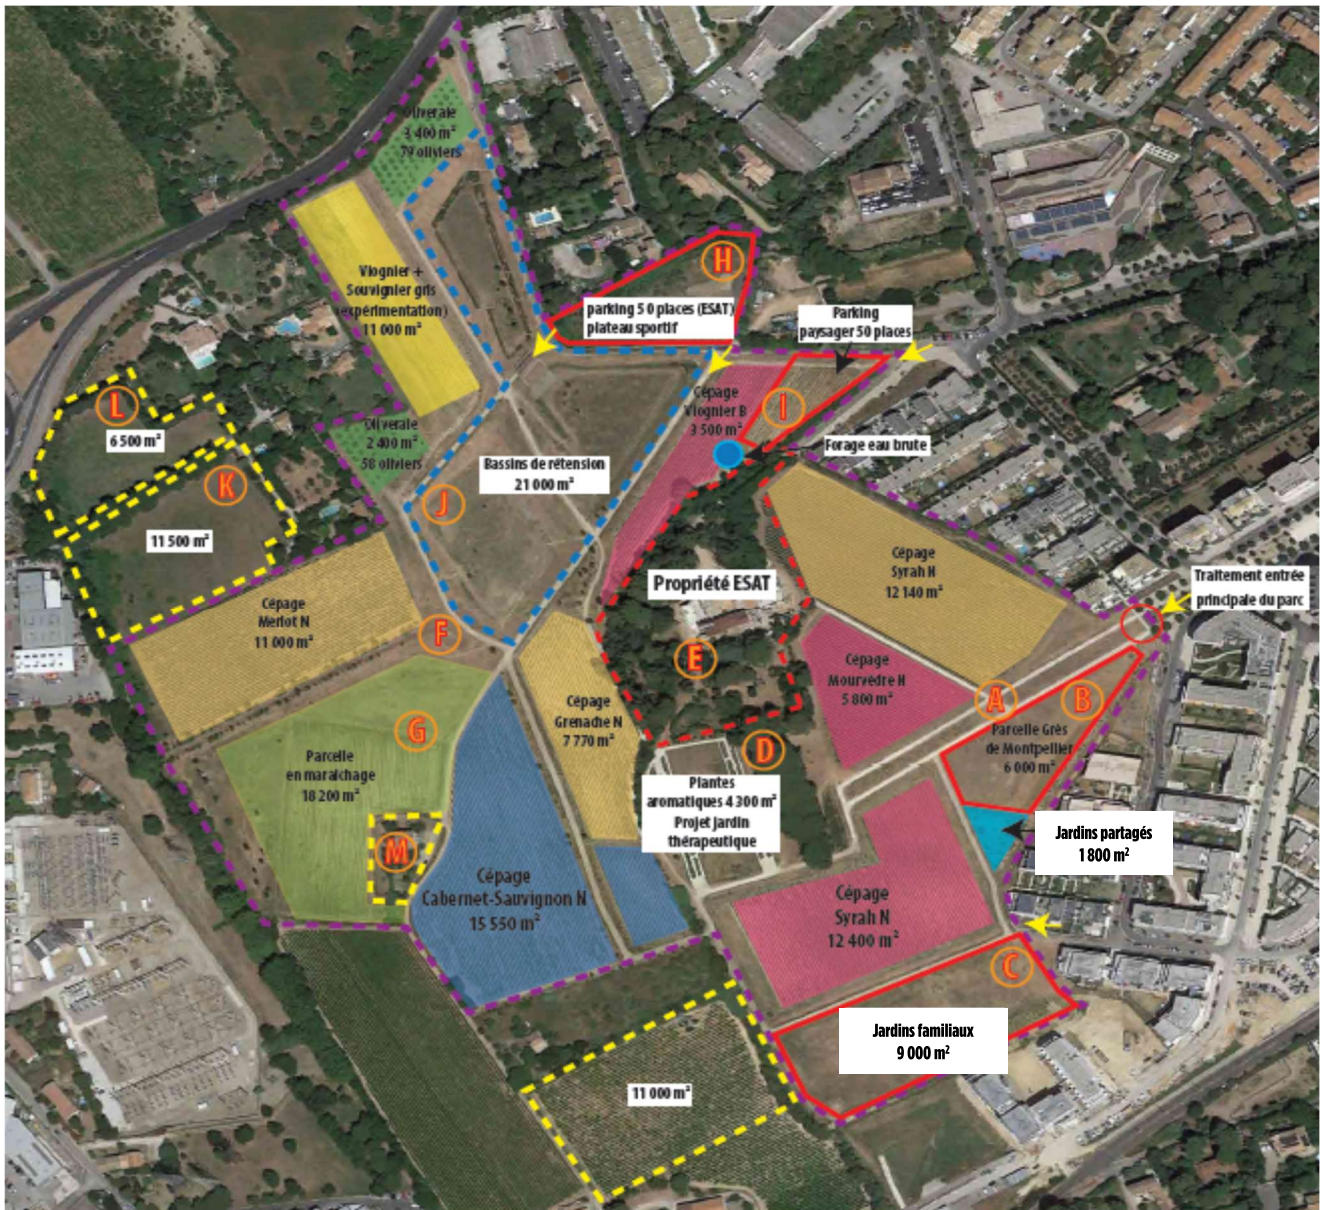 Oliveraie
3 400 m²
79 oliviers
Viognier +
Souvignier gris
(expérimentation)
11 000 m²
H
parking 50 places (ESAT)
plateau sportif
Parking
paysager 50 places
L
6 500 m²
Cépage
Viognier B
3 500 m²
I
Oliveraie
2 400 m²
58 oliviers
Forage eau brute
K
Bassins de rétension
21 000 m²
J
11 500 m²
Cépage
Syrah N
12 140 m²
Propriété ESAT
Traitement entrée
principale du parc
Cépage
Merlot N
11 000 m²
F
E
Cépage
Mourvèdre N
5 800 m²
A
B
Cépage
Grenache N
7 770 m²
G
Parcelle Grès
de Montpellier
6 000 m²
D
Parcelle
en maraîchage
18 200 m²
Plantes
aromatiques 4 300 m²
Projet jardin
thérapeutique
Jardins partagés
1 800 m²
M
Cépage
Cabernet-Sauvignon N
15 550 m²
Cépage
Syrah N
12 400 m²
C
Jardins familiaux
9 000 m²
11 000 m²